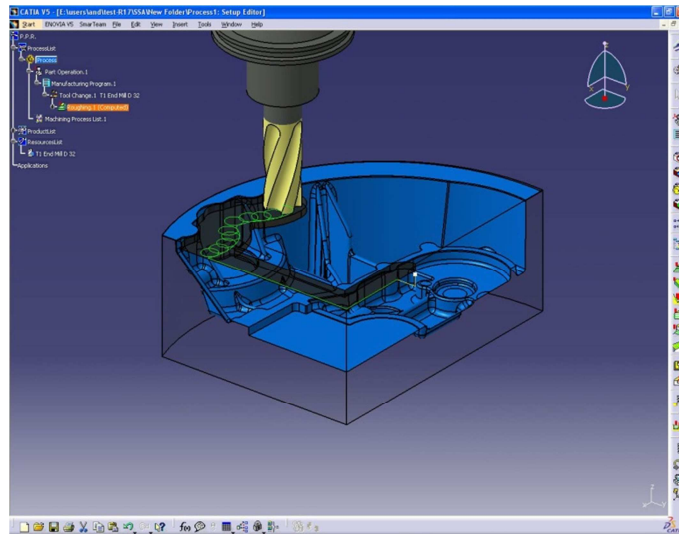 CATIA V5 - [E:\users\and\test-R17\SSA\New Folder\Process1: Setup Editor]
Start ENOVIA V5 SmarTeam File Edit View Insert Tools Window Help
P.P.R.
ProcessList
Process
Part Operation.1
Manufacturing Program.1
Tool Change.1 T1 End Mill D 32
Roughing.1 (Computed)
Machining Process List.1
ProductList
ResourcesList
T1 End Mill D 32
Applications
z
x
y
f(x)
CATIA